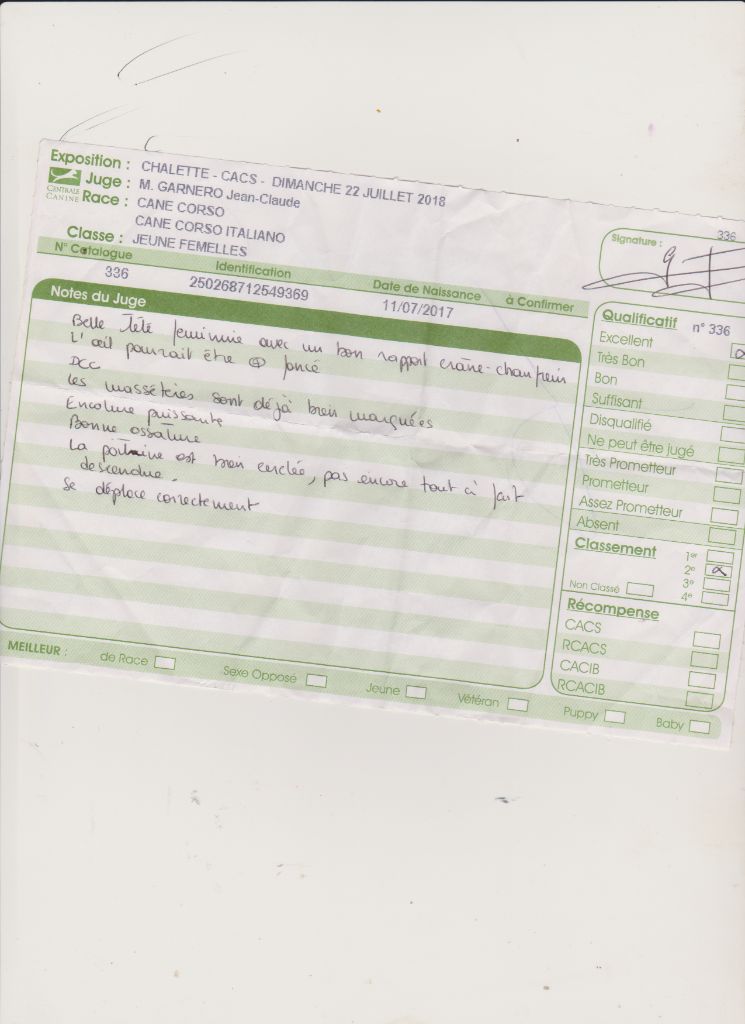 Exposition : CHALETTE - CACS - DIMANCHE 22 JUILLET 2018
Juge : M. GARNERO Jean-Claude
CENTRALE CANINE
Race : CANE CORSO
CANE CORSO ITALIANO
Classe : JEUNE FEMELLES
N° Catalogue Identification Date de Naissance à Confirmer
336 250268712549369 11/07/2017
336
Signature :
Notes du Juge
Belle tête feminine avec un bon rapport crâne-chanfrein
L'œil pourrait être ⊕ foncé
DCC
Les massétères sont déjà bien marquées
Encolure puissante
Bonne ossature
La poitrine est bien cerclée, pas encore tout à fait
descendue.
Se déplace correctement
Qualificatif n° 336
Excellent
Très Bon
Bon
Suffisant
Disqualifié
Ne peut être jugé
Très Prometteur
Prometteur
Assez Prometteur
Absent
Classement
1er
2e
3e
4e
Non Classé
Récompense
CACS
RCACS
CACIB
RCACIB
MEILLEUR : de Race Sexe Opposé Jeune Vétéran Puppy Baby